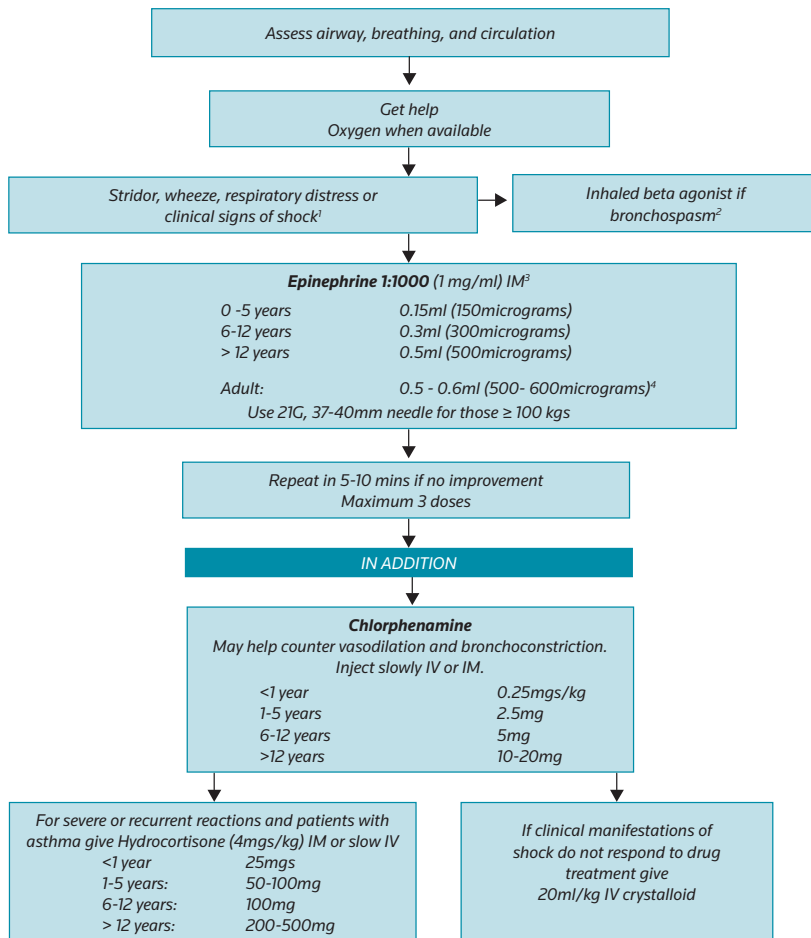 Assess airway, breathing, and circulation
Get help
Oxygen when available
Stridor, wheeze, respiratory distress or
clinical signs of shock1
Inhaled beta agonist if
bronchospasm2
Epinephrine 1:1000 (1 mg/ml) IM3
0 -5 years 0.15ml (150micrograms)
6-12 years 0.3ml (300micrograms)
> 12 years 0.5ml (500micrograms)
Adult: 0.5 - 0.6ml (500- 600micrograms)4
Use 21G, 37-40mm needle for those ≥ 100 kgs
Repeat in 5-10 mins if no improvement
Maximum 3 doses
IN ADDITION
Chlorphenamine
May help counter vasodilation and bronchoconstriction.
Inject slowly IV or IM.
<1 year 0.25mgs/kg
1-5 years 2.5mg
6-12 years 5mg
>12 years 10-20mg
For severe or recurrent reactions and patients with
asthma give Hydrocortisone (4mgs/kg) IM or slow IV
<1 year 25mgs
1-5 years: 50-100mg
6-12 years: 100mg
> 12 years: 200-500mg
If clinical manifestations of
shock do not respond to drug
treatment give
20ml/kg IV crystalloid